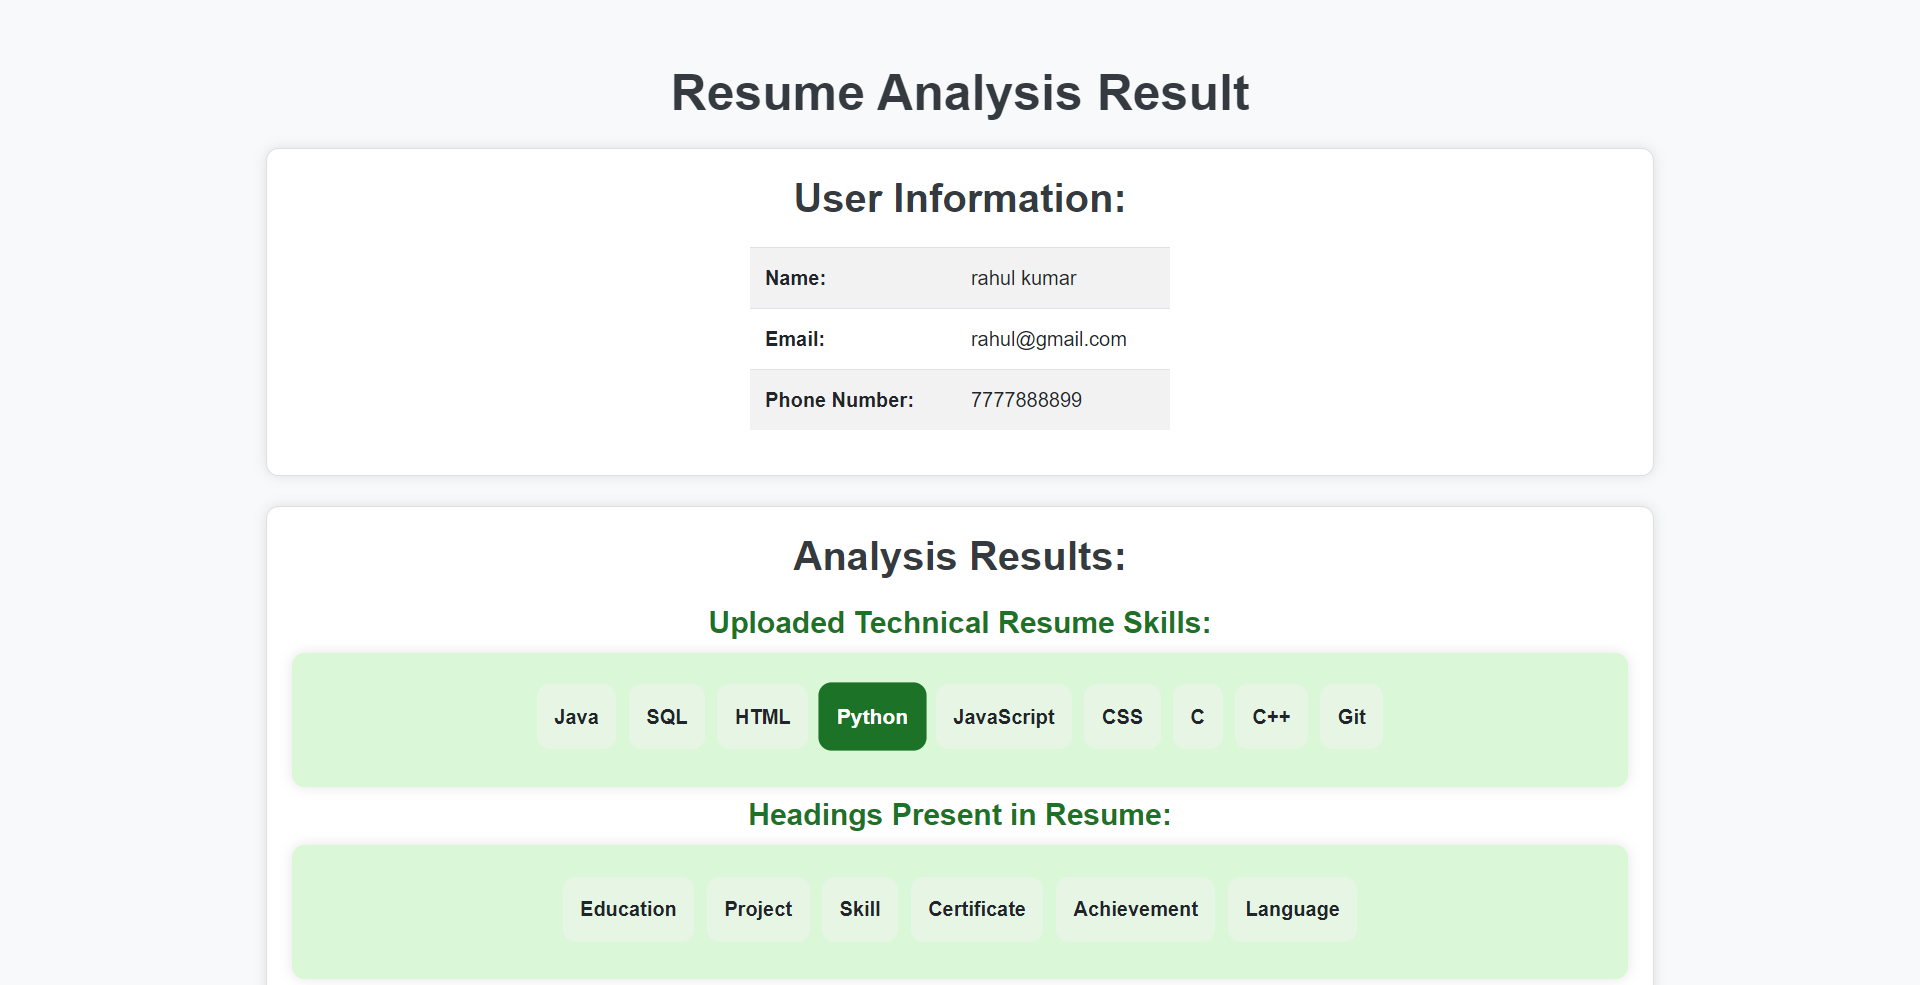 Resume Analysis Result
User Information:
Name: rahul kumar
Email: rahul@gmail.com
Phone Number: 7777888899
Analysis Results:
Uploaded Technical Resume Skills:
Java SQL HTML Python JavaScript CSS C C++ Git
Headings Present in Resume:
Education Project Skill Certificate Achievement Language